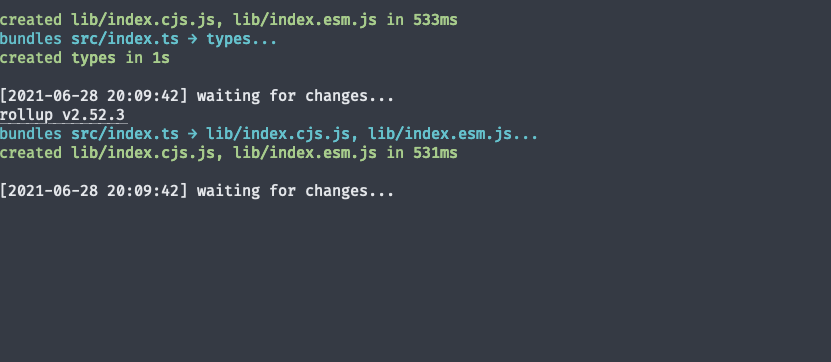 created lib/index.cjs.js, lib/index.esm.js in 533ms
bundles src/index.ts → types...
created types in 1s
[2021-06-28 20:09:42] waiting for changes...
rollup v2.52.3
bundles src/index.ts → lib/index.cjs.js, lib/index.esm.js...
created lib/index.cjs.js, lib/index.esm.js in 531ms
[2021-06-28 20:09:42] waiting for changes...